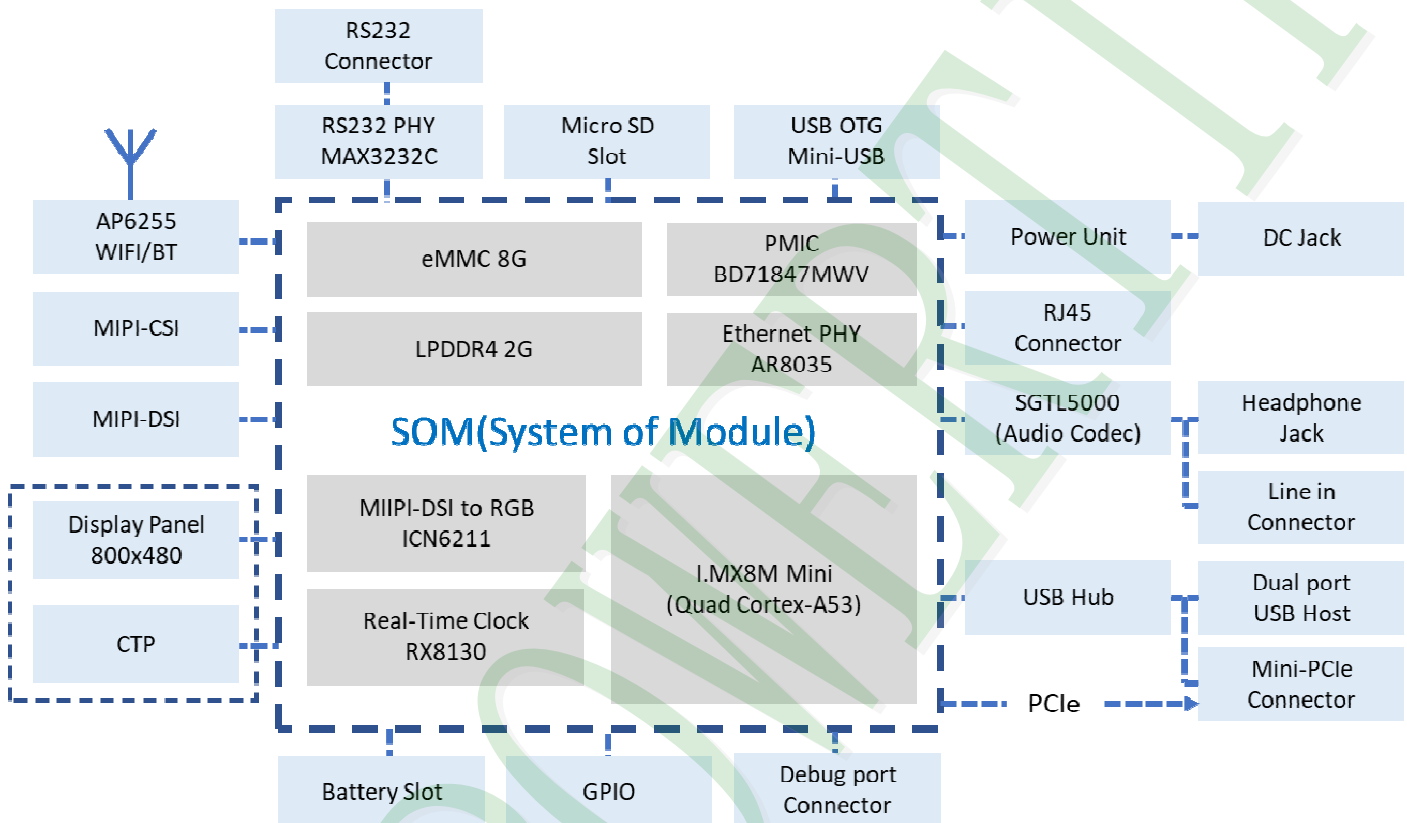 RS232
Connector
RS232 PHY
MAX3232C
Micro SD
Slot
USB OTG
Mini-USB
AP6255
WIFI/BT
MIPI-CSI
MIPI-DSI
Display Panel
800x480
CTP
eMMC 8G
PMIC
BD71847MWV
LPDDR4 2G
Ethernet PHY
AR8035
SOM(System of Module)
MIIPI-DSI to RGB
ICN6211
I.MX8M Mini
(Quad Cortex-A53)
Real-Time Clock
RX8130
Power Unit
DC Jack
RJ45
Connector
SGTL5000
(Audio Codec)
Headphone
Jack
Line in
Connector
USB Hub
Dual port
USB Host
Mini-PCIe
Connector
PCIe
Battery Slot
GPIO
Debug port
Connector